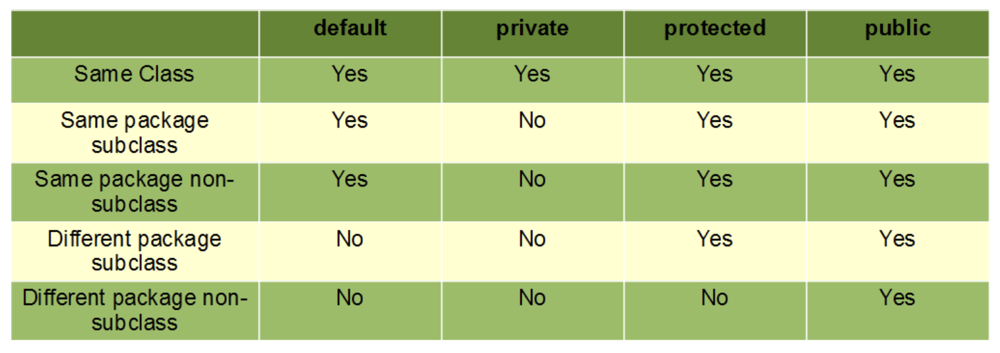 default private protected public
Same Class Yes Yes Yes Yes
Same package Yes No Yes Yes
subclass
Same package non- Yes No Yes Yes
subclass
Different package No No Yes Yes
subclass
Different package non- No No No Yes
subclass